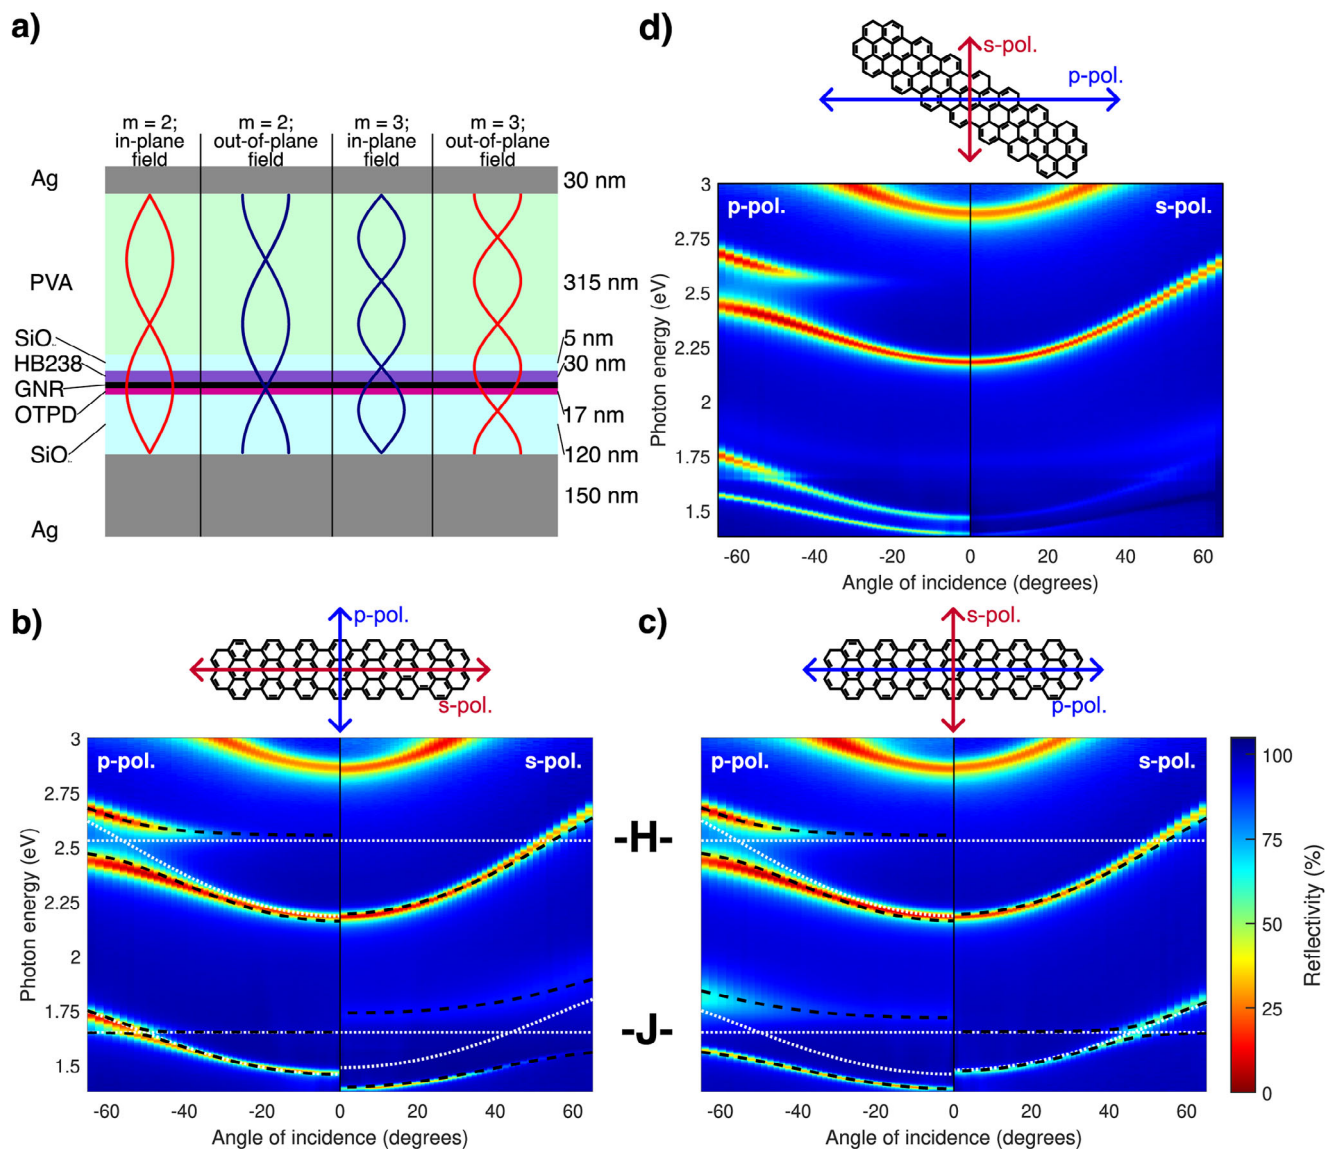 a)
m = 2;
in-plane
field
m = 2;
out-of-plane
field
m = 3;
in-plane
field
m = 3;
out-of-plane
field
Ag
30 nm
PVA
315 nm
SiO
5 nm
HB238
30 nm
GNR
OTPD
17 nm
SiO
120 nm
150 nm
Ag
d)
s-pol.
p-pol.
p-pol.
s-pol.
3
2.75
2.5
2.25
2
1.75
1.5
Photon energy (eV)
-60 -40 -20 0 20 40 60
Angle of incidence (degrees)
b)
p-pol.
s-pol.
p-pol.
s-pol.
3
2.75
2.5
2.25
2
1.75
1.5
Photon energy (eV)
-60 -40 -20 0 20 40 60
Angle of incidence (degrees)
-H-
-J-
c)
s-pol.
p-pol.
p-pol.
s-pol.
-60 -40 -20 0 20 40 60
Angle of incidence (degrees)
100
75
50
25
0
Reflectivity (%)